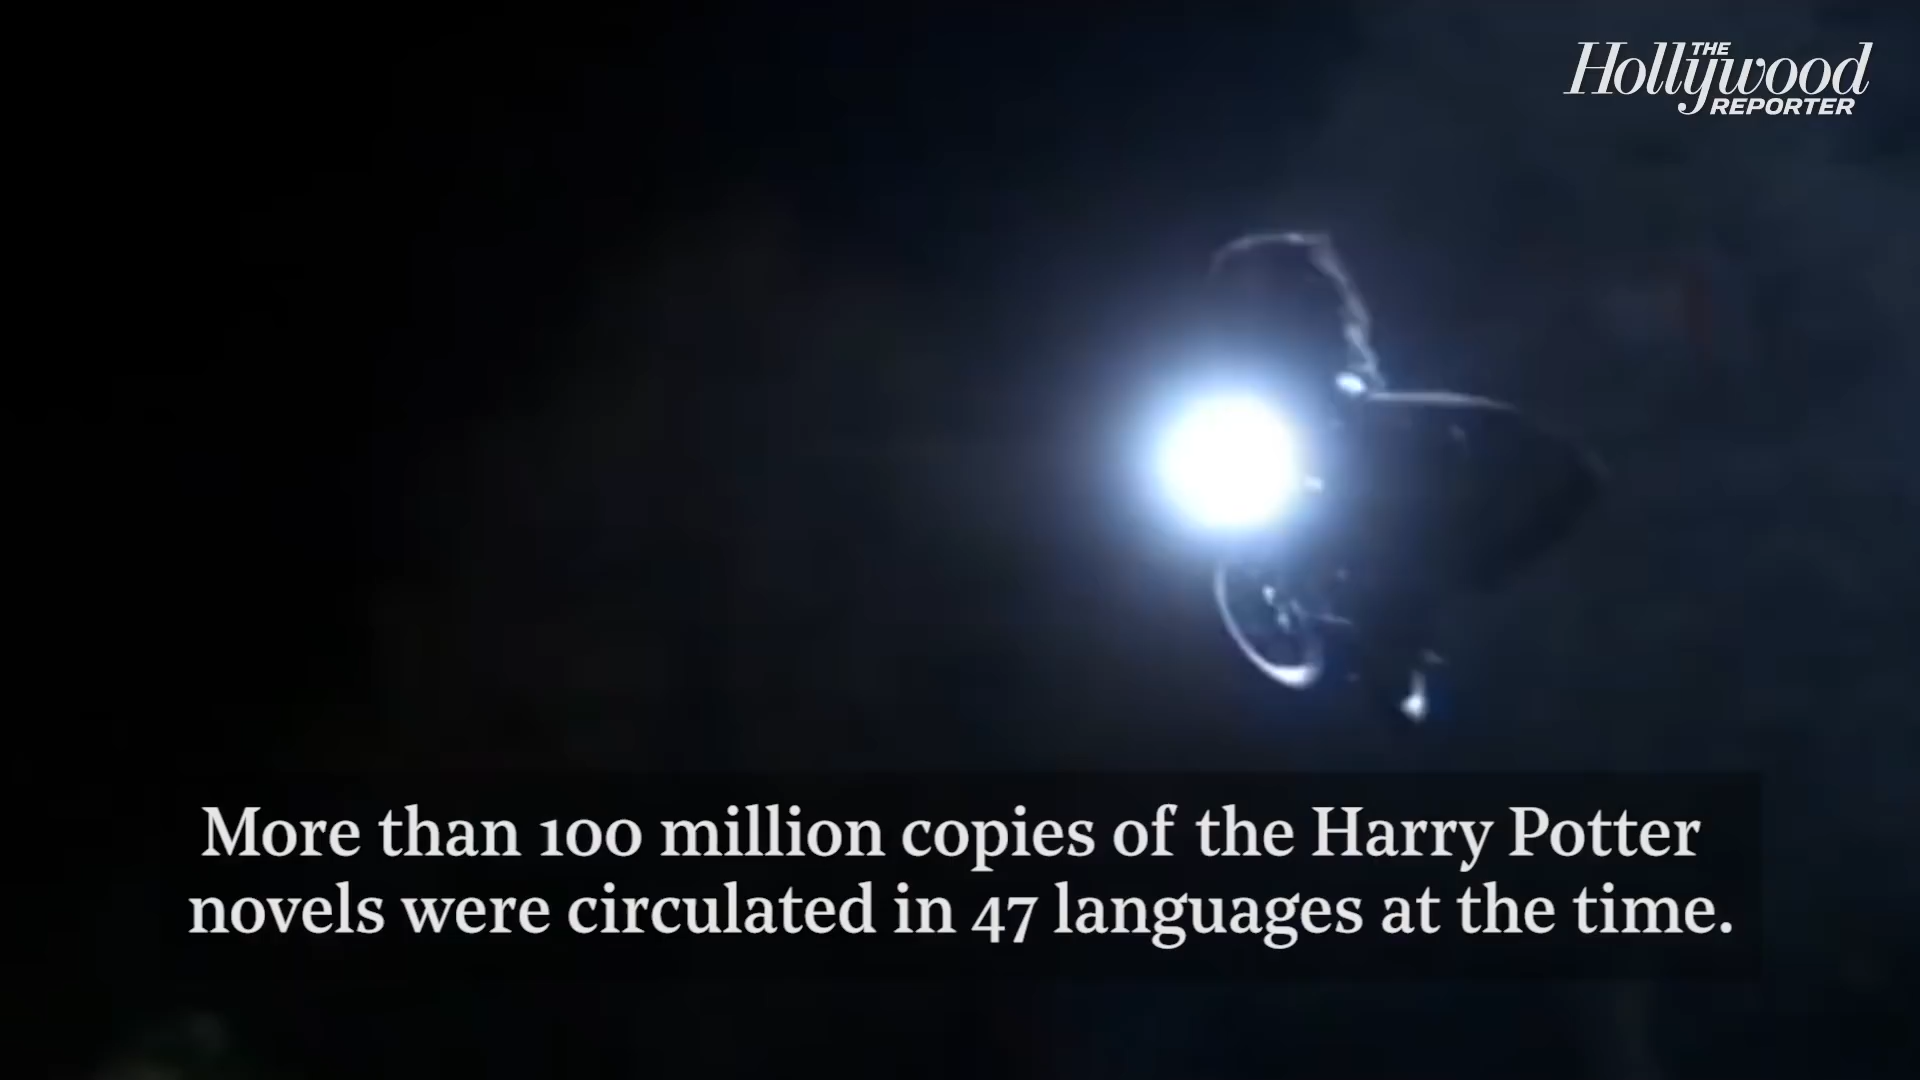 THE
Hollywood
REPORTER
More than 100 million copies of the Harry Potter
novels were circulated in 47 languages at the time.